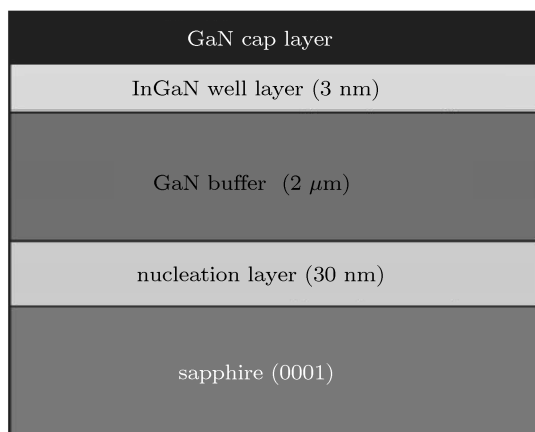 GaN cap layer
InGaN well layer (3 nm)
GaN buffer (2 μm)
nucleation layer (30 nm)
sapphire (0001)